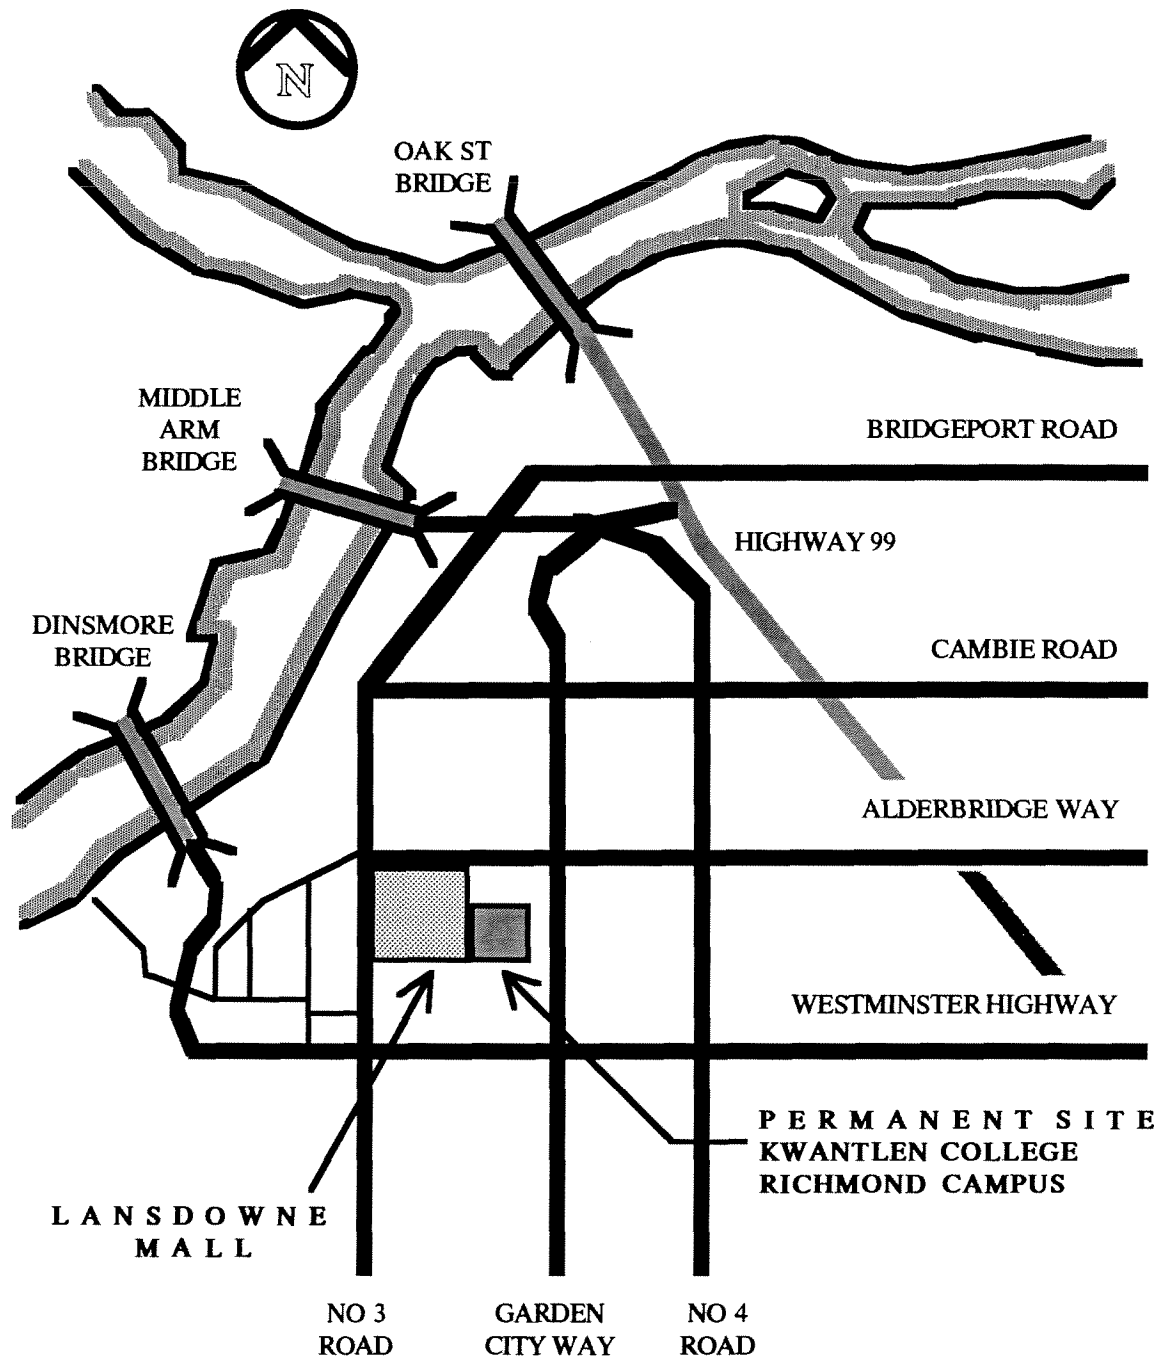 N
OAK ST
BRIDGE
MIDDLE
ARM
BRIDGE
BRIDGEPORT ROAD
HIGHWAY 99
DINSMORE
BRIDGE
CAMBIE ROAD
ALDERBRIDGE WAY
WESTMINSTER HIGHWAY
PERMANENT SITE
KWANTLEN COLLEGE
RICHMOND CAMPUS
LANSDOWNE
MALL
NO 3
ROAD
GARDEN
CITY WAY
NO 4
ROAD